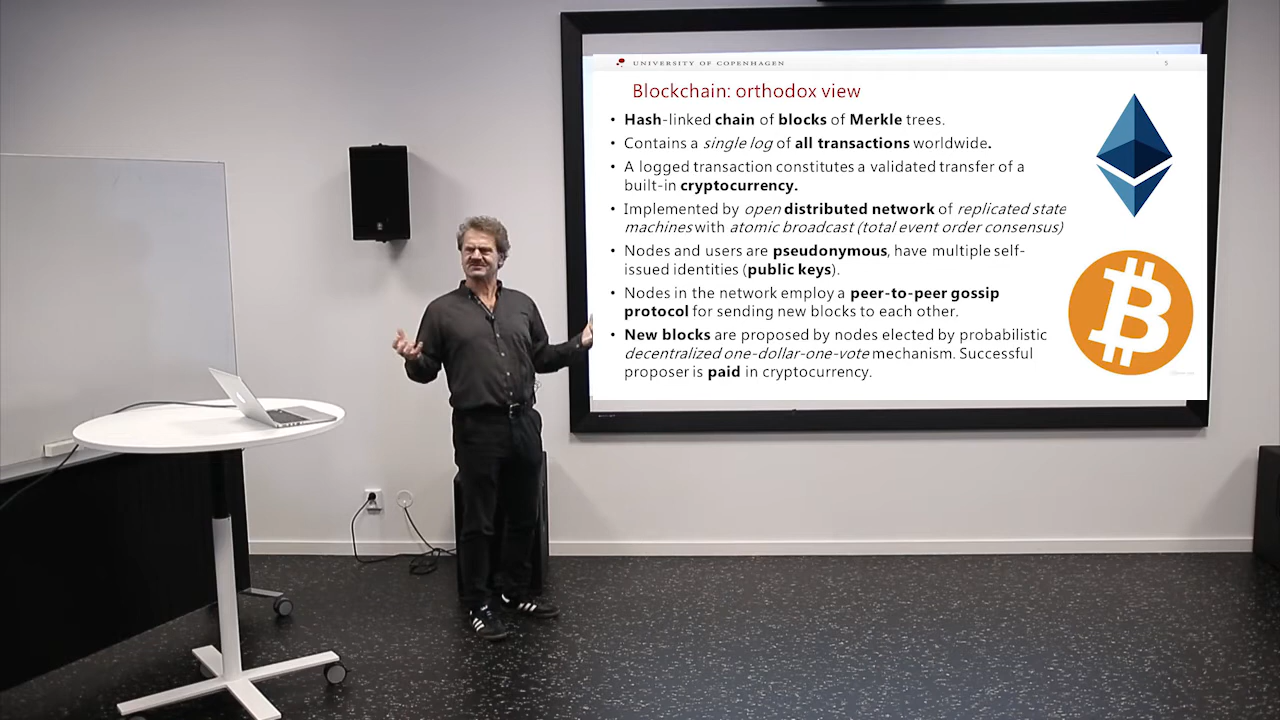 UNIVERSITY OF COPENHAGEN
5
Blockchain: orthodox view
• Hash-linked chain of blocks of Merkle trees.
• Contains a single log of all transactions worldwide.
• A logged transaction constitutes a validated transfer of a
built-in cryptocurrency.
• Implemented by open distributed network of replicated state
machines with atomic broadcast (total event order consensus)
• Nodes and users are pseudonymous, have multiple self-
issued identities (public keys).
• Nodes in the network employ a peer-to-peer gossip
protocol for sending new blocks to each other.
• New blocks are proposed by nodes elected by probabilistic
decentralized one-dollar-one-vote mechanism. Successful
proposer is paid in cryptocurrency.